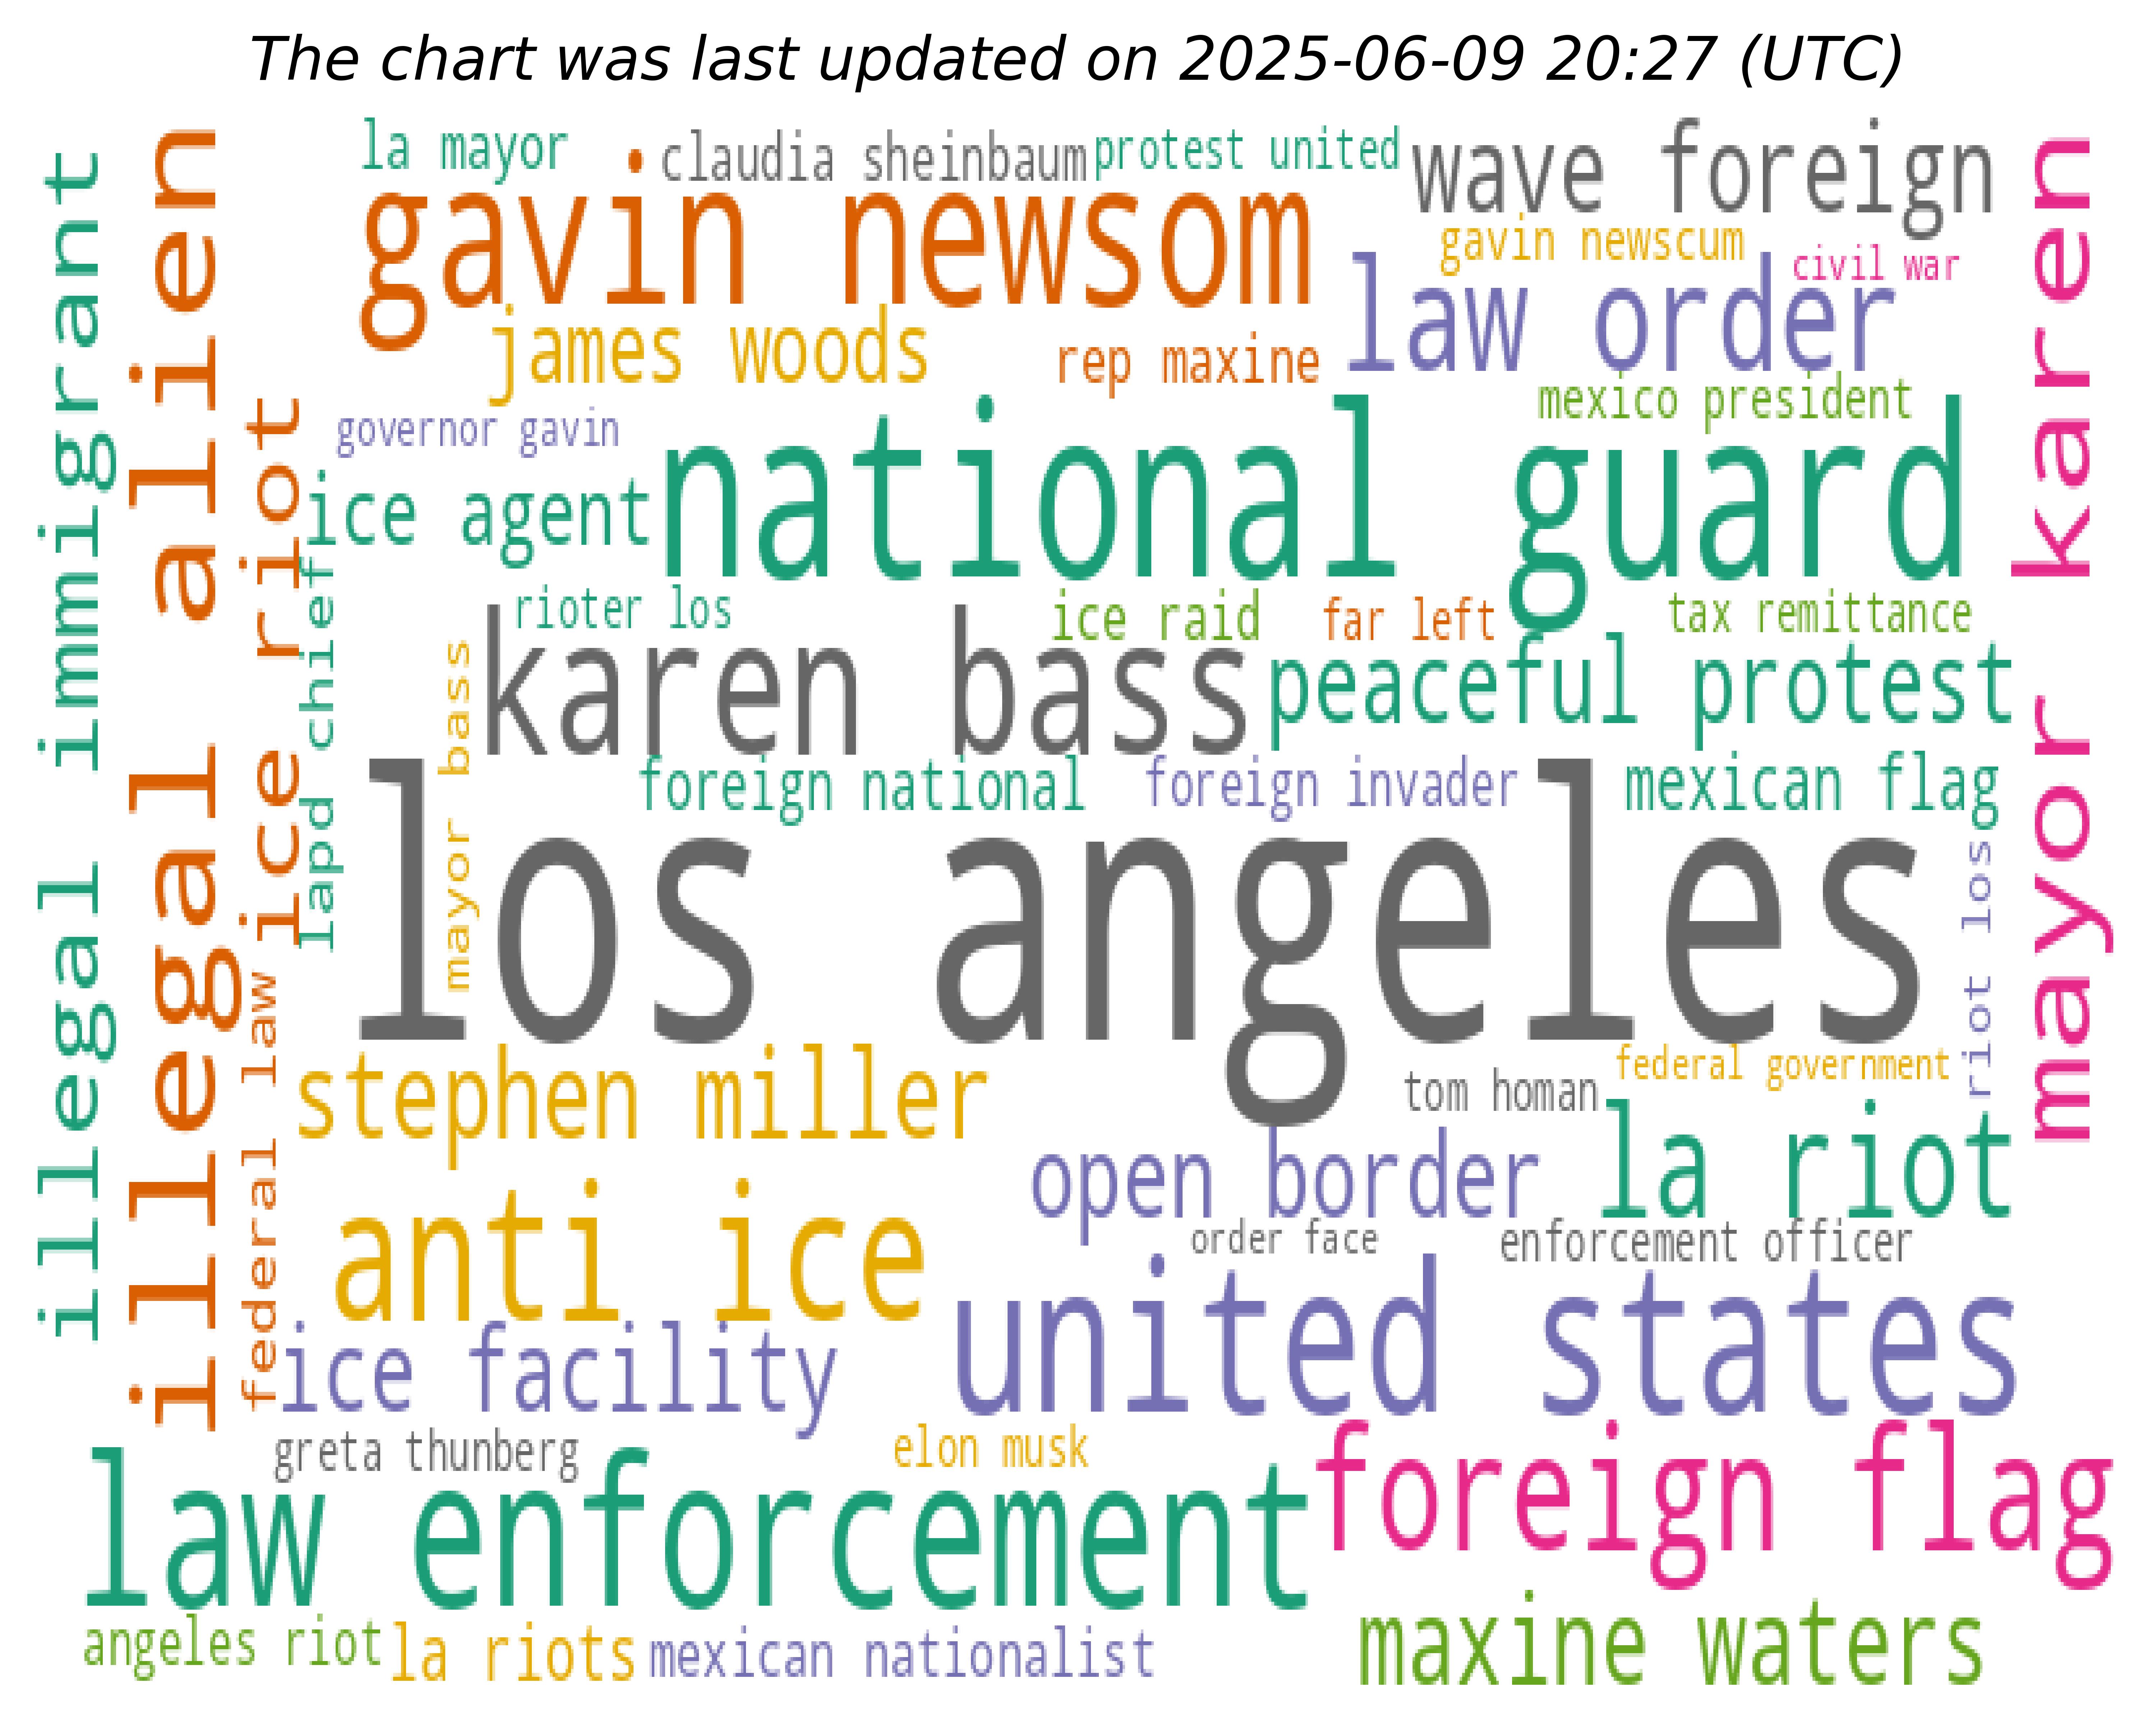 The chart was last updated on 2025-06-09 20:27 (UTC)
la mayor
claudia sheinbaum
protest united
wave foreign
gavin newsom
gavin newscum
civil war
law order
james woods
rep maxine
mexico president
governor gavin
ice agent
national guard
illegal immigrant
illegal alien
ice riot
lapd chief
mayor karen
rioter los
ice raid
far left
tax remittance
karen bass
peaceful protest
mayor bass
foreign national
foreign invader
mexican flag
los angeles
riot los
federal law
stephen miller
tom homan
federal government
open border
la riot
anti ice
order face
enforcement officer
united states
ice facility
greta thunberg
elon musk
foreign flag
law enforcement
angeles riot
la riots
mexican nationalist
maxine waters